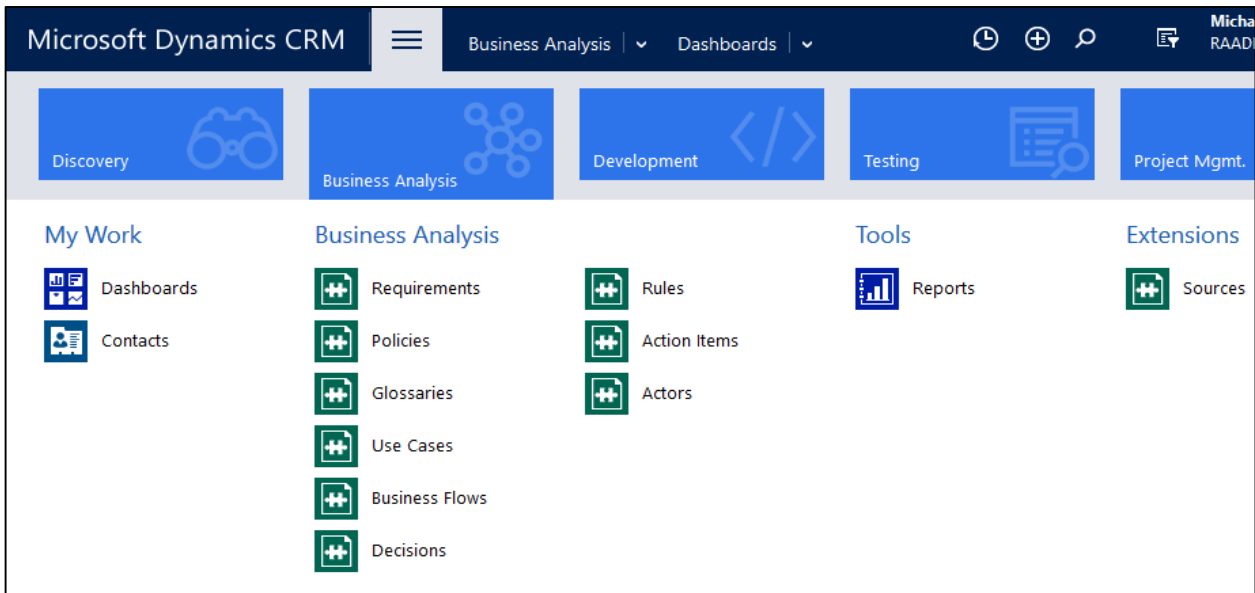 Microsoft Dynamics CRM
Business Analysis
Dashboards
Discovery
Business Analysis
Development
Testing
Project Mgmt.
My Work
Dashboards
Contacts
Business Analysis
Requirements
Policies
Glossaries
Use Cases
Business Flows
Decisions
Rules
Action Items
Actors
Tools
Reports
Extensions
Sources